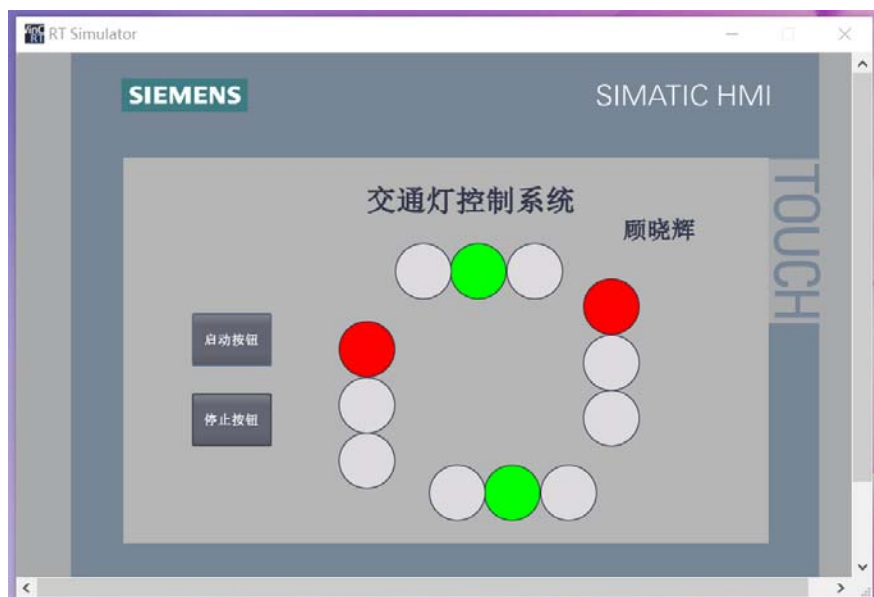 RT Simulator
SIEMENS
SIMATIC HMI
TOUCH
交通灯控制系统
顾晓辉
启动按钮
停止按钮